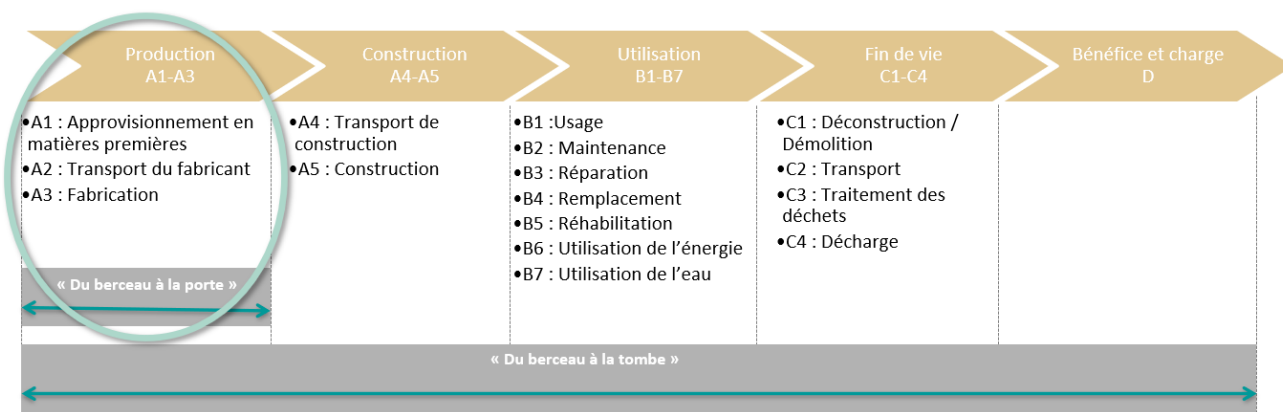 Production
A1-A3
Construction
A4-A5
Utilisation
B1-B7
Fin de vie
C1-C4
Bénéfice et charge
D
•A1 : Approvisionnement en
matières premières
•A2 : Transport du fabricant
•A3 : Fabrication
•A4 : Transport de
construction
•A5 : Construction
•B1 :Usage
•B2 : Maintenance
•B3 : Réparation
•B4 : Remplacement
•B5 : Réhabilitation
•B6 : Utilisation de l’énergie
•B7 : Utilisation de l’eau
•C1 : Déconstruction /
Démolition
•C2 : Transport
•C3 : Traitement des
déchets
•C4 : Décharge
« Du berceau à la porte »
« Du berceau à la tombe »